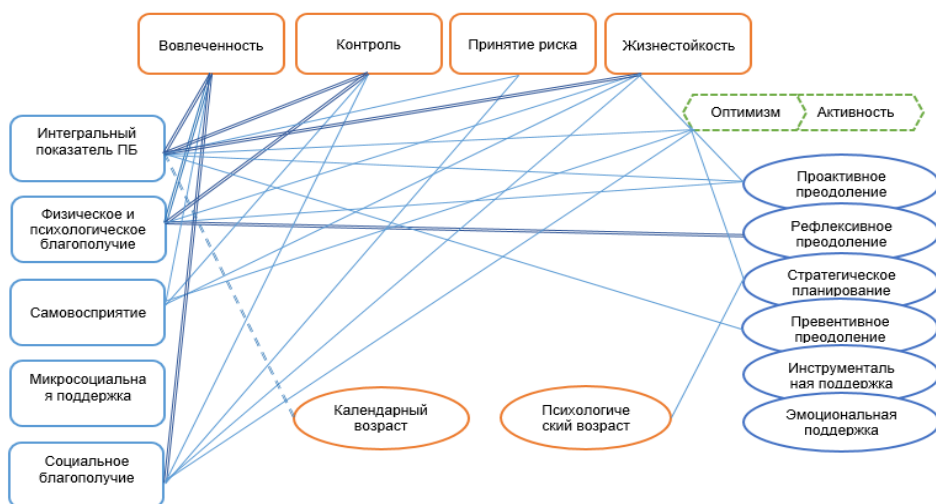 Вовлеченность
Контроль
Принятие риска
Жизнестойкость
Оптимизм
Активность
Интегральный
показатель ПБ
Физическое и
психологическое
благополучие
Самовосприятие
Микросоциальна
я поддержка
Социальное
благополучие
Календарный
возраст
Психологиче
ский возраст
Проактивное
преодоление
Рефлексивное
преодоление
Стратегическое
планирование
Превентивное
преодоление
Инструменталь
ная поддержка
Эмоциональная
поддержка